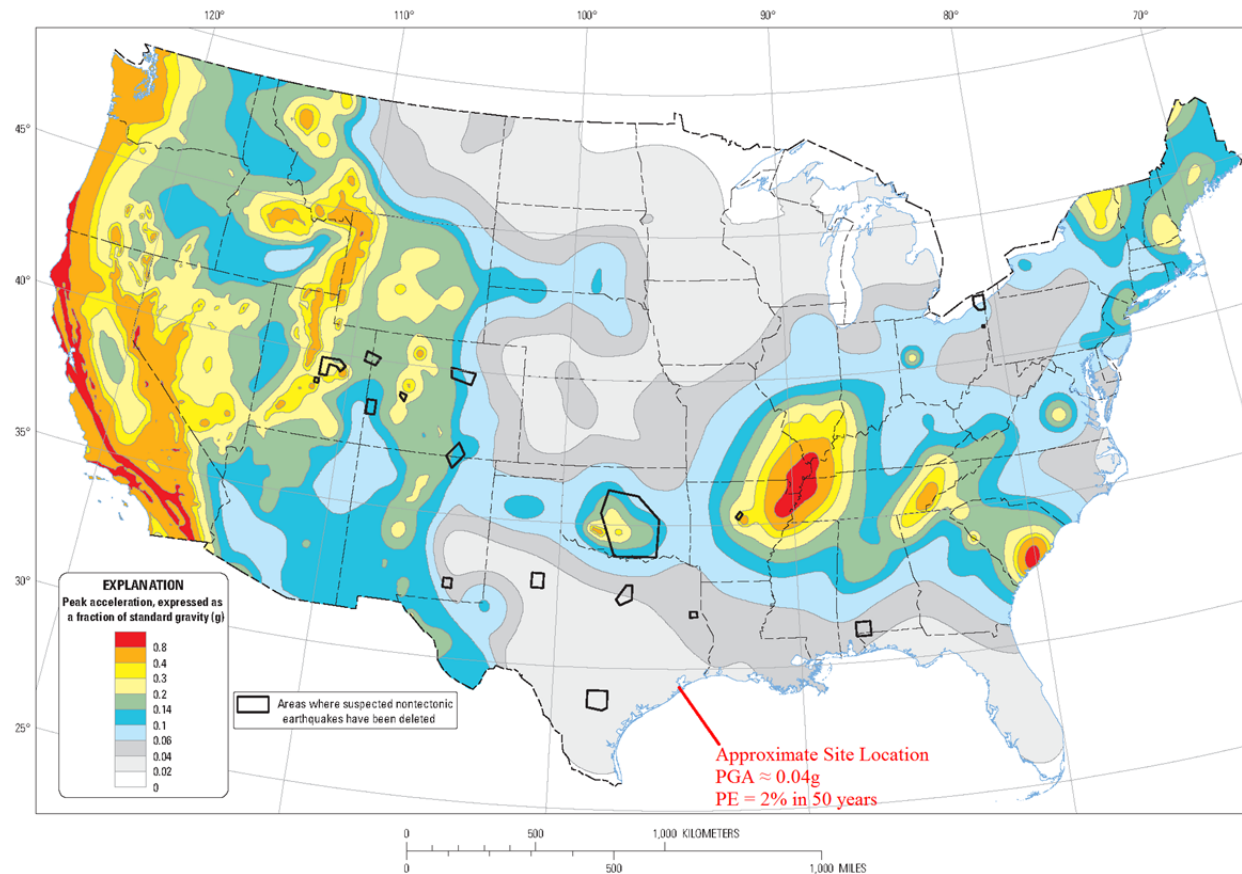 120°
110°
100°
90°
80°
70°
45°
40°
35°
30°
25°
EXPLANATION
Peak acceleration, expressed as
a fraction of standard gravity (g)
0.8
0.4
0.3
0.2
0.14
0.1
0.06
0.04
0.02
0
Areas where suspected nontectonic
earthquakes have been deleted
Approximate Site Location
PGA ≈ 0.04g
PE = 2% in 50 years
0 500 1,000 KILOMETERS
0 500 1,000 MILES